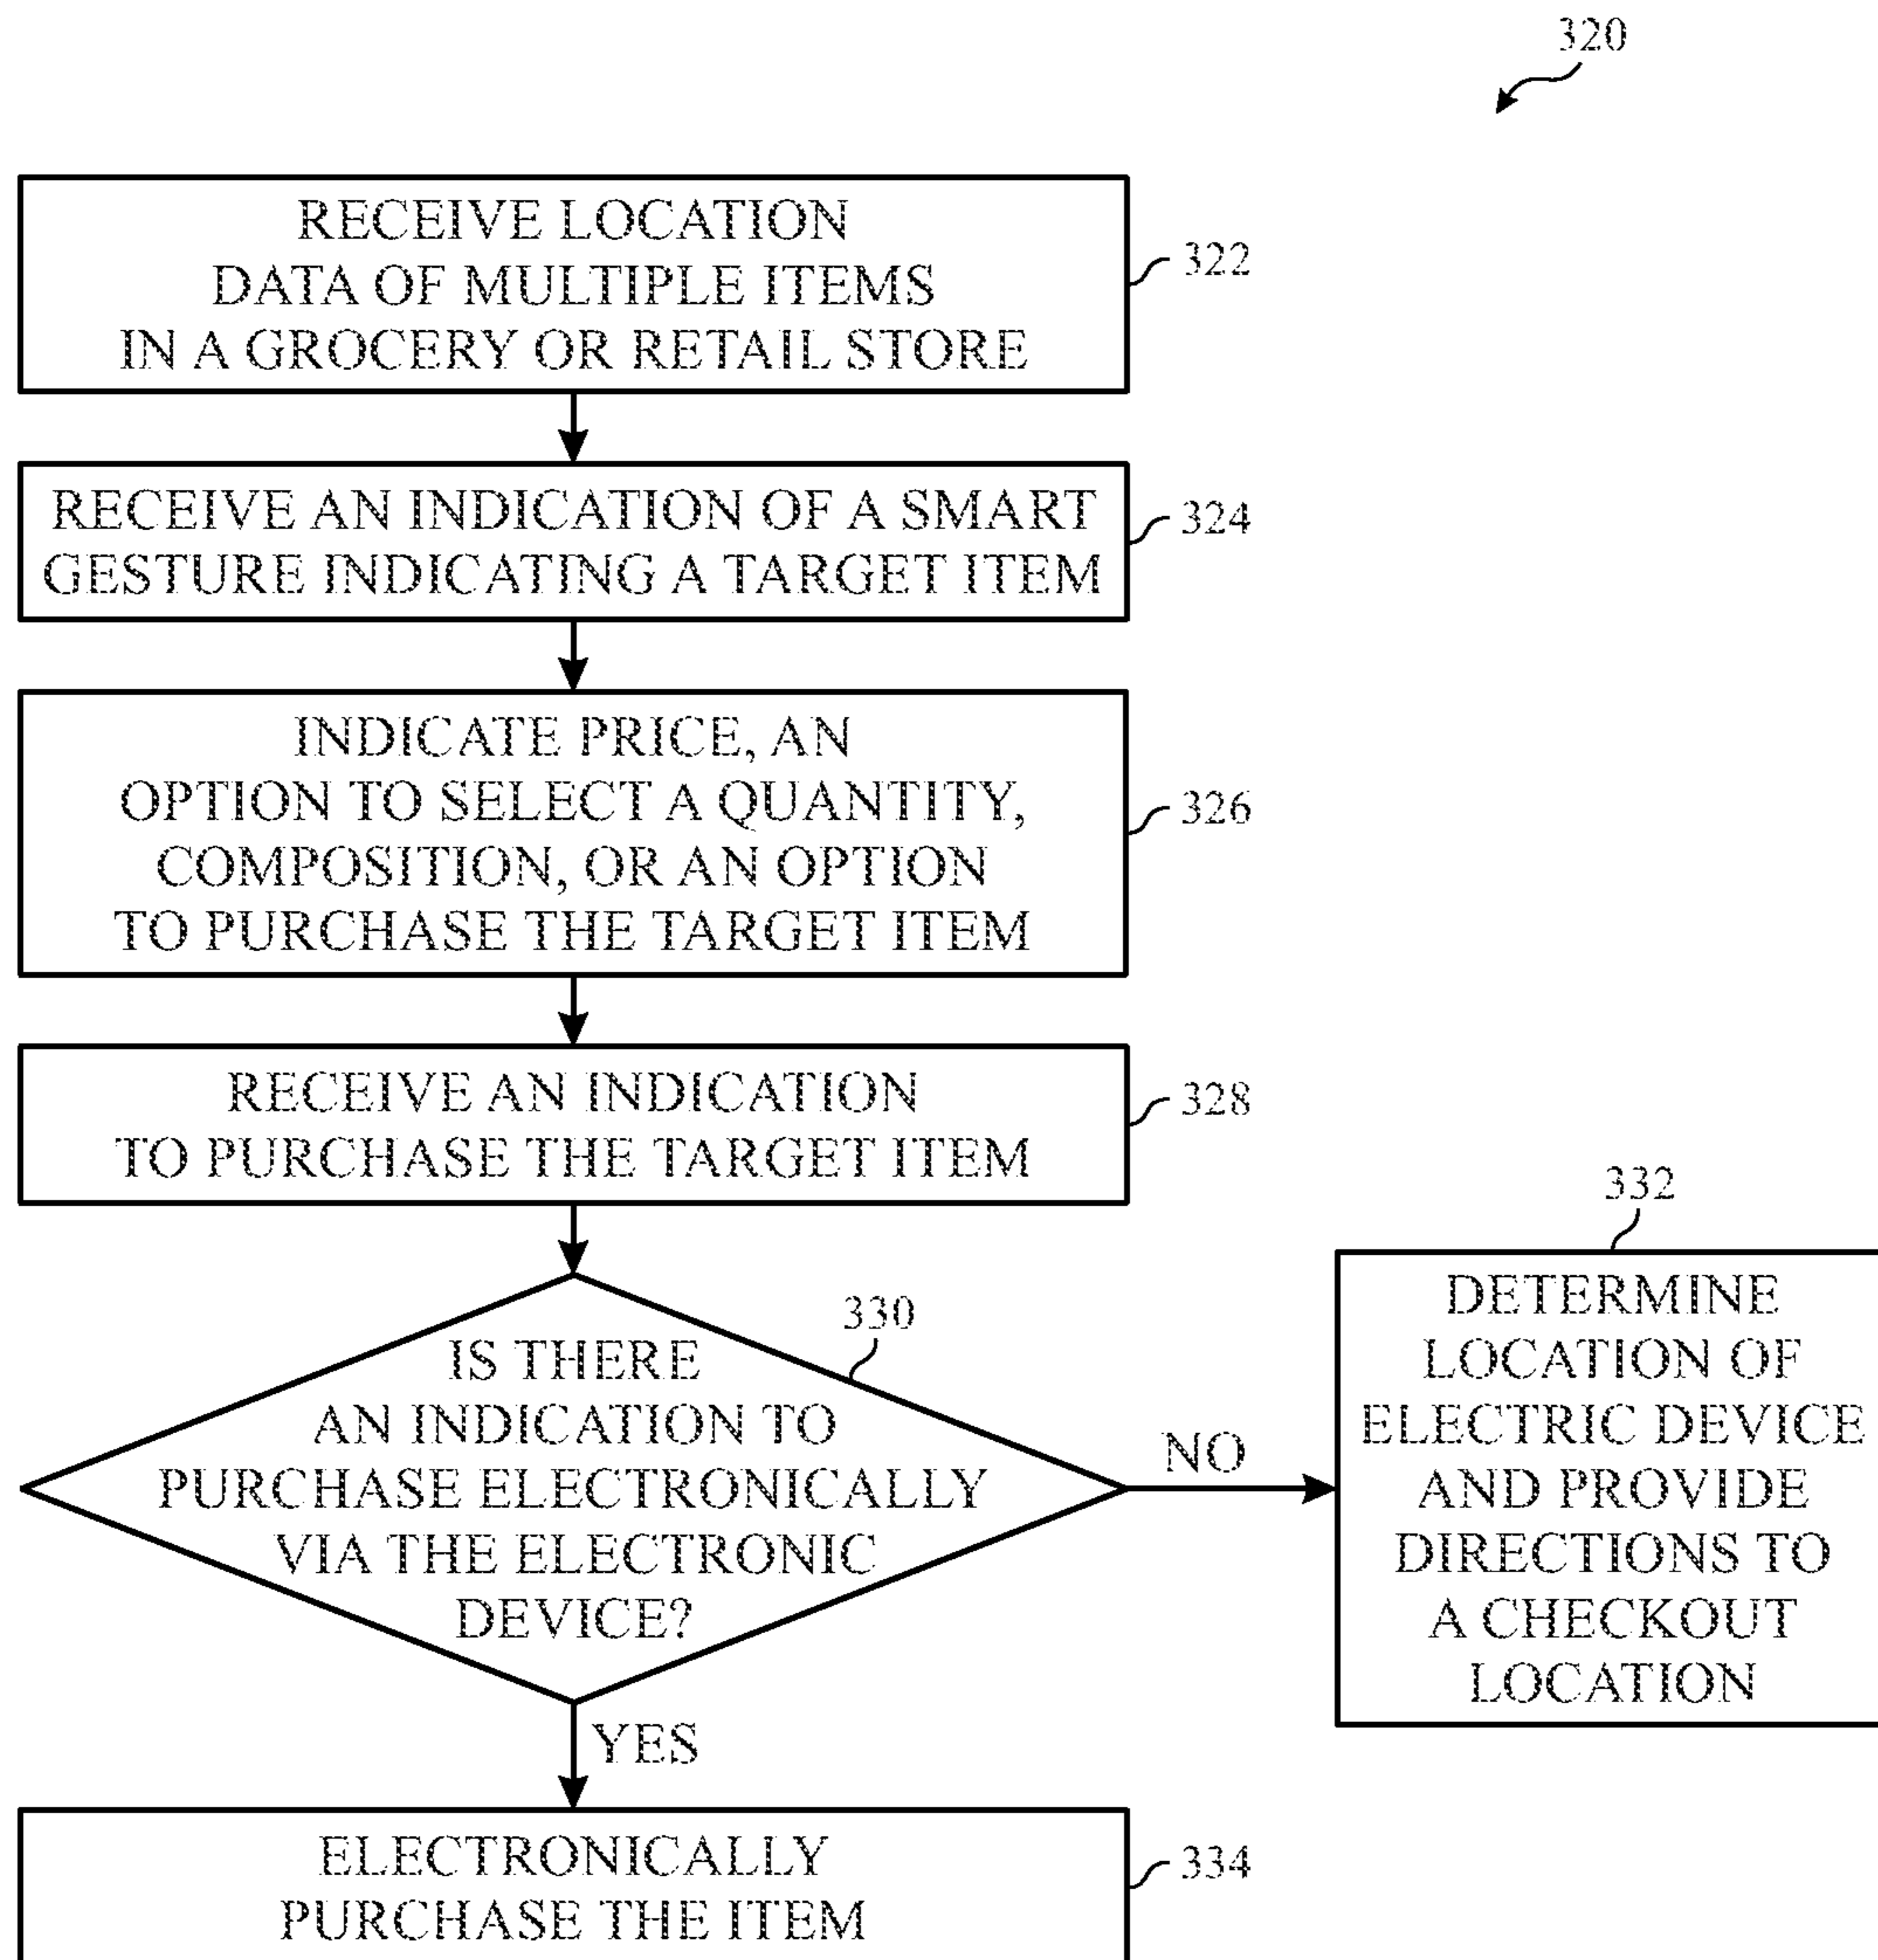 320
RECEIVE LOCATION
DATA OF MULTIPLE ITEMS
IN A GROCERY OR RETAIL STORE
322
RECEIVE AN INDICATION OF A SMART
GESTURE INDICATING A TARGET ITEM
324
INDICATE PRICE, AN
OPTION TO SELECT A QUANTITY,
COMPOSITION, OR AN OPTION
TO PURCHASE THE TARGET ITEM
326
RECEIVE AN INDICATION
TO PURCHASE THE TARGET ITEM
328
IS THERE
AN INDICATION TO
PURCHASE ELECTRONICALLY
VIA THE ELECTRONIC
DEVICE?
330
NO
332
DETERMINE
LOCATION OF
ELECTRIC DEVICE
AND PROVIDE
DIRECTIONS TO
A CHECKOUT
LOCATION
YES
ELECTRONICALLY
PURCHASE THE ITEM
334